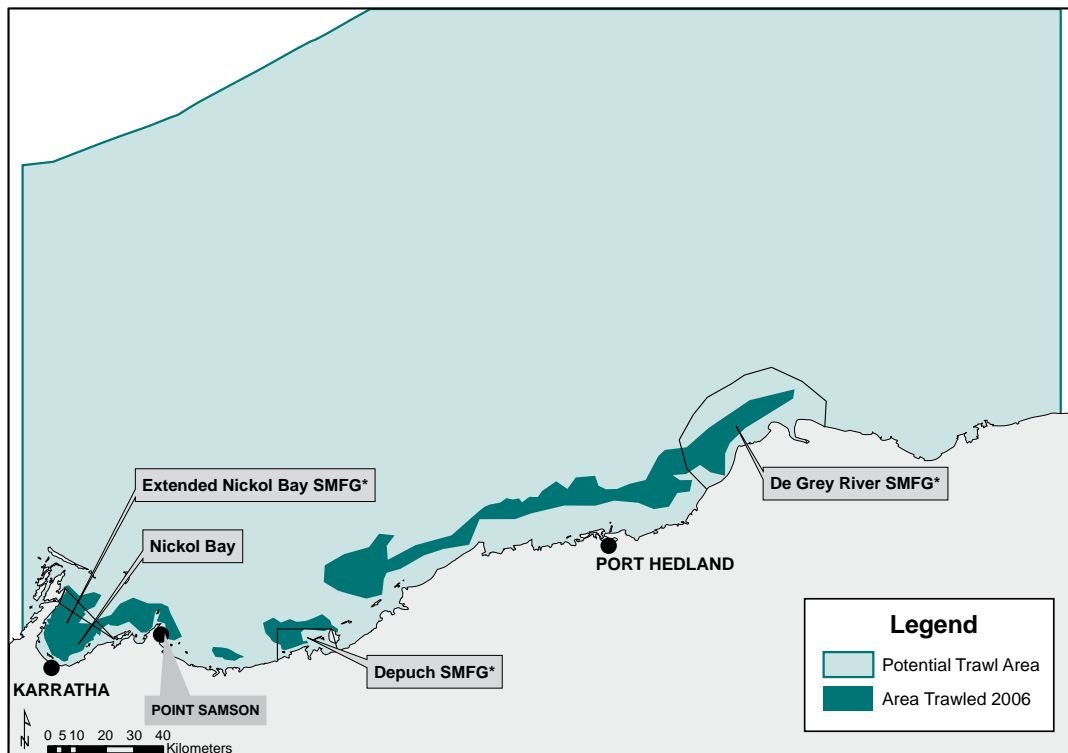 Extended Nickol Bay SMFG*
Nickol Bay
De Grey River SMFG*
PORT HEDLAND
Depuch SMFG*
KARRATHA
POINT SAMSON
Legend
Potential Trawl Area
Area Trawled 2006
N
0 5 10 20 30 40
Kilometers